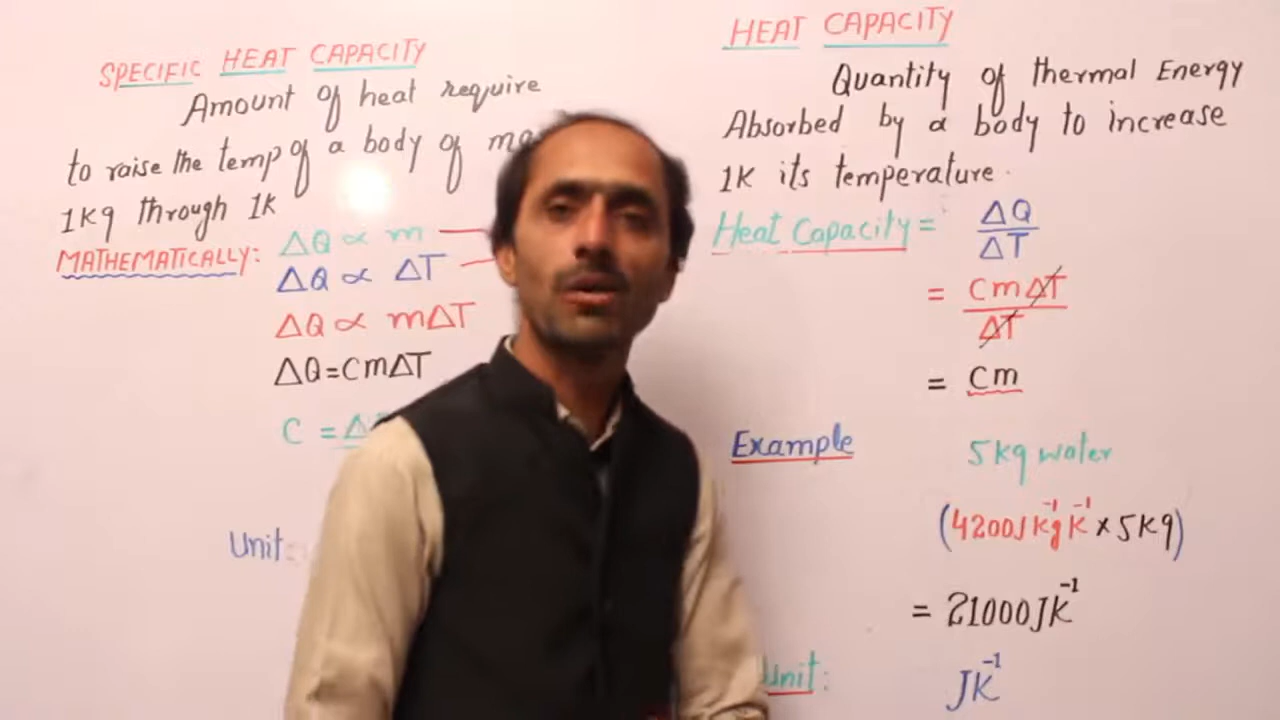 SPECIFIC HEAT CAPACITY
Amount of heat require
to raise the temp of a body of
1Kg through 1K
MATHEMATICALLY: ΔQ ∝ m
ΔQ ∝ ΔT
ΔQ ∝ mΔT
ΔQ = CmΔT
C =
Unit:
HEAT CAPACITY
Quantity of thermal Energy
Absorbed by a body to increase
1K its temperature.
Heat Capacity = ΔQ / ΔT
= CmΔT / ΔT
= Cm
Example 5kg water
(4200JKg⁻¹K⁻¹ × 5Kg)
= 21000JK⁻¹
Unit: JK⁻¹